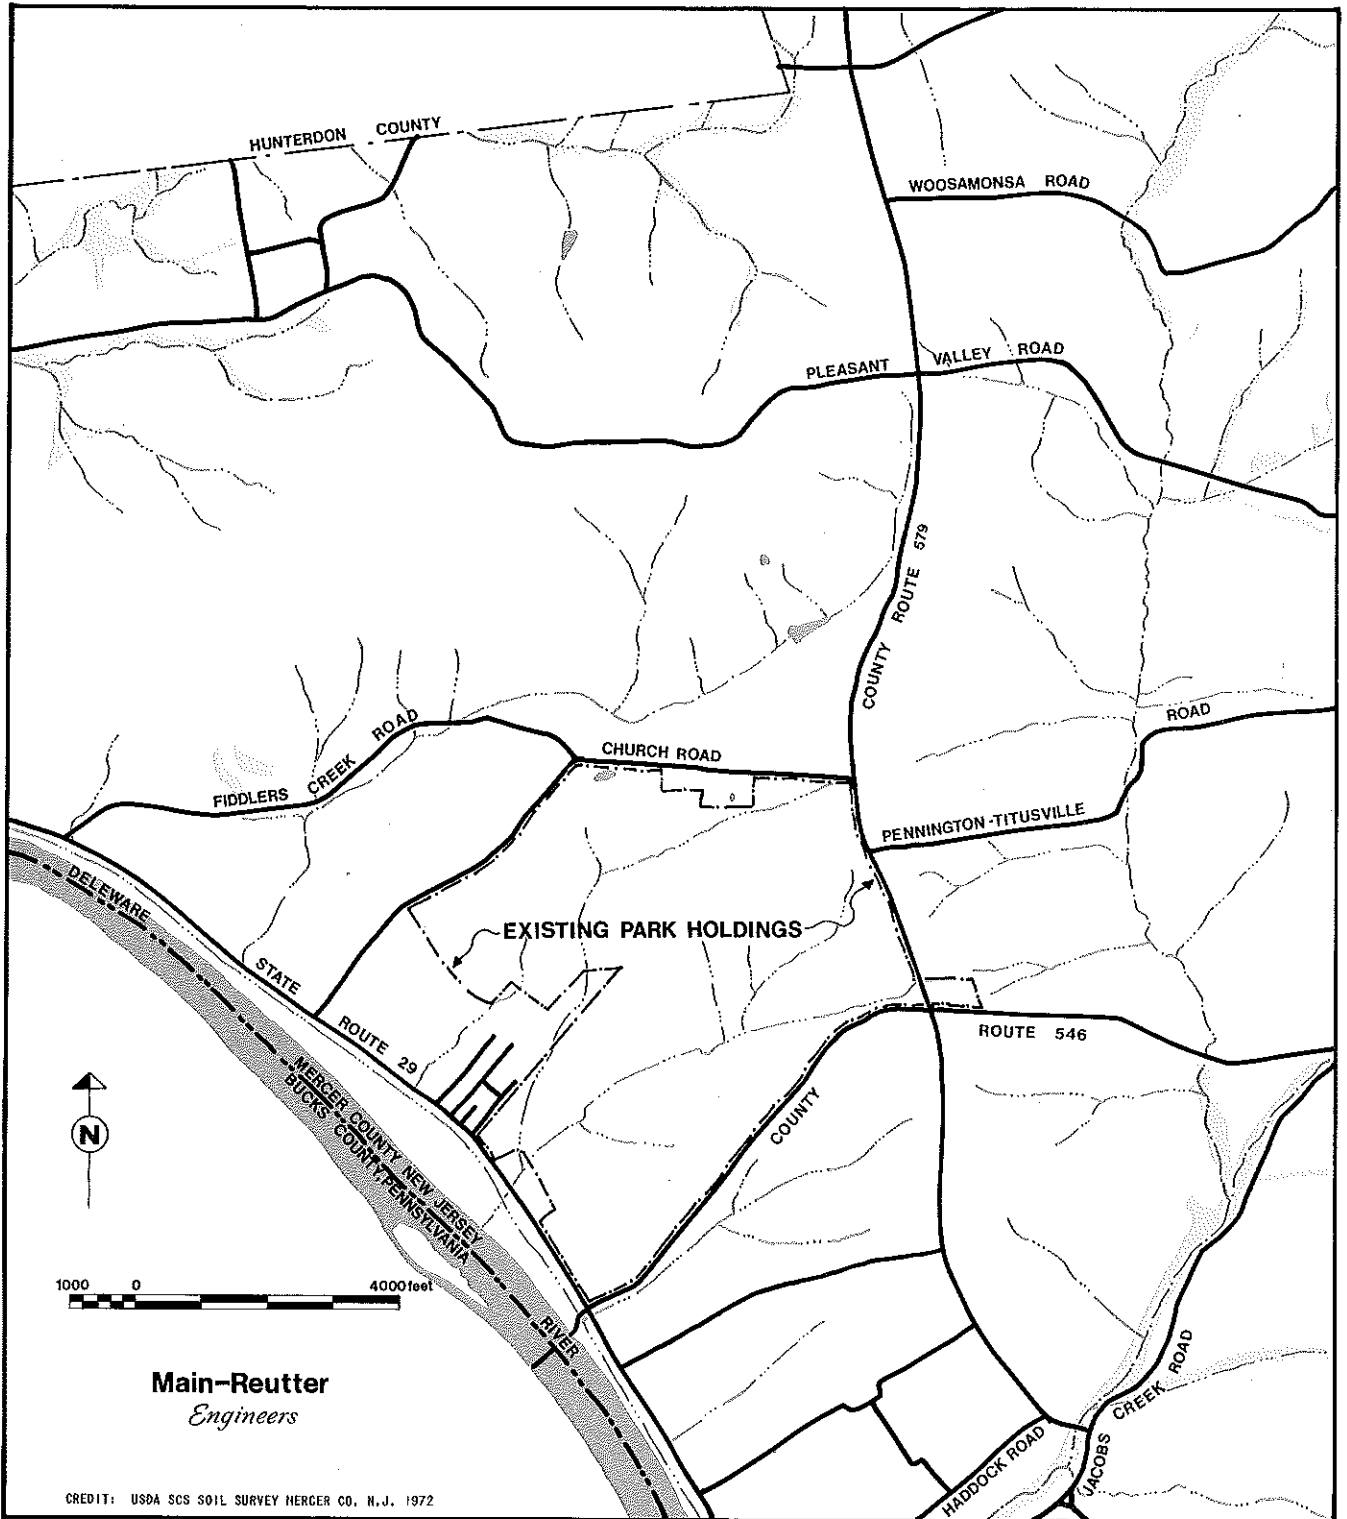 HUNTERDON COUNTY
WOOSAMONSA ROAD
PLEASANT VALLEY ROAD
COUNTY ROUTE 579
ROAD
CHURCH ROAD
FIDDLERS CREEK ROAD
PENNINGTON-TITUSVILLE
DELEWARE
EXISTING PARK HOLDINGS
STATE
ROUTE 29
ROUTE 546
COUNTY
MERCER COUNTY NEW JERSEY
BUCKS COUNTY, PENNSYLVANIA
N
1000 0 4000 feet
RIVER
Main-Reutter
Engineers
CREEK ROAD
JACOBS
HADDOCK ROAD
CREDIT: USDA SCS SOIL SURVEY MERCER CO. N.J. 1972